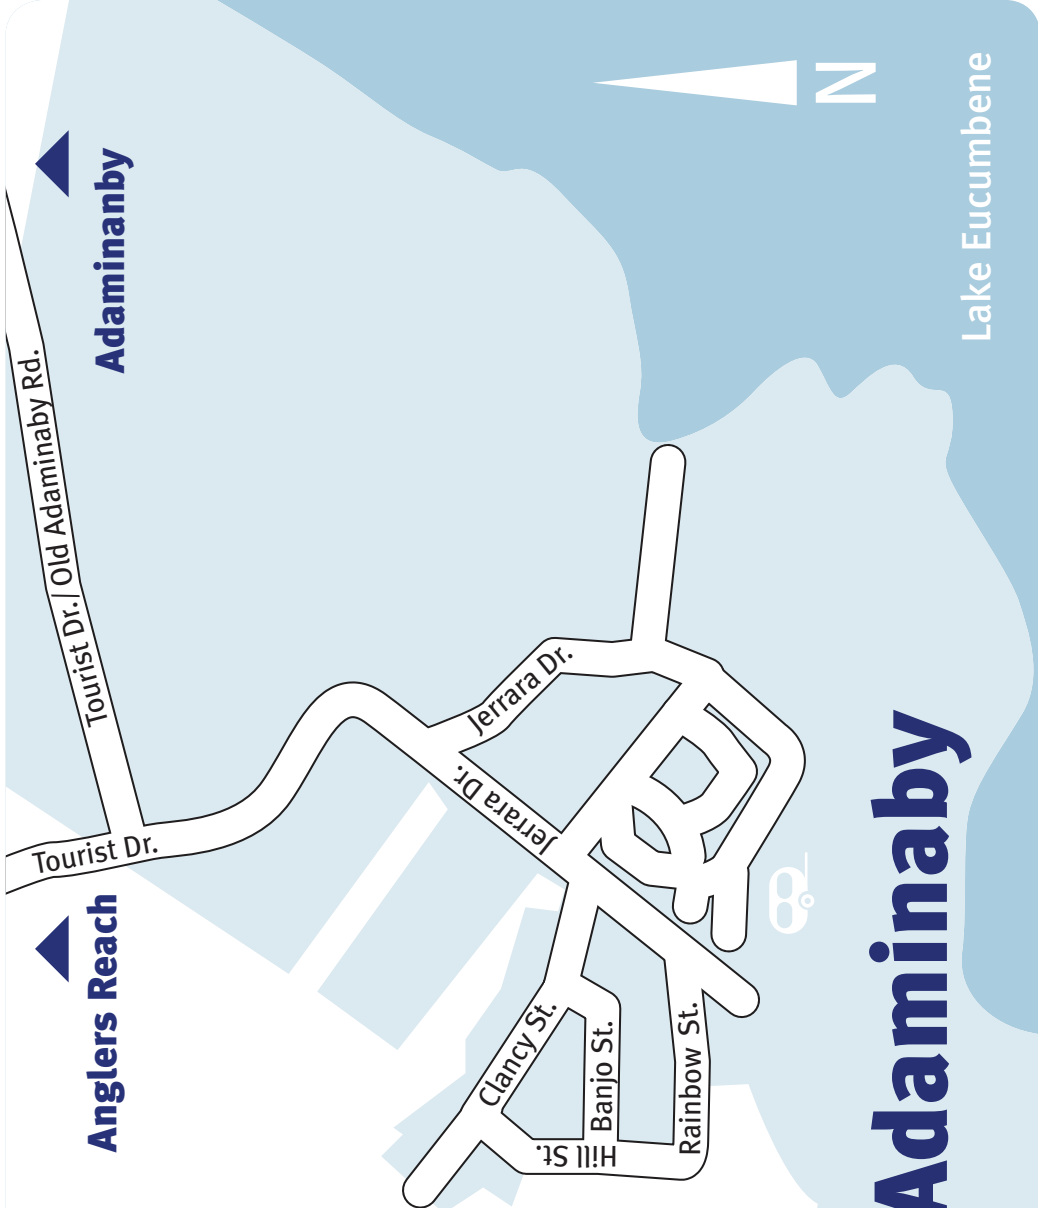 N
Lake Eucumbene
Adaminanby
Tourist Dr./ Old Adaminaby Rd.
Tourist Dr.
Anglers Reach
Jerrara Dr.
Jerrara Dr.
Clancy St.
Banjo St.
Rainbow St.
Hill St.
Adaminaby